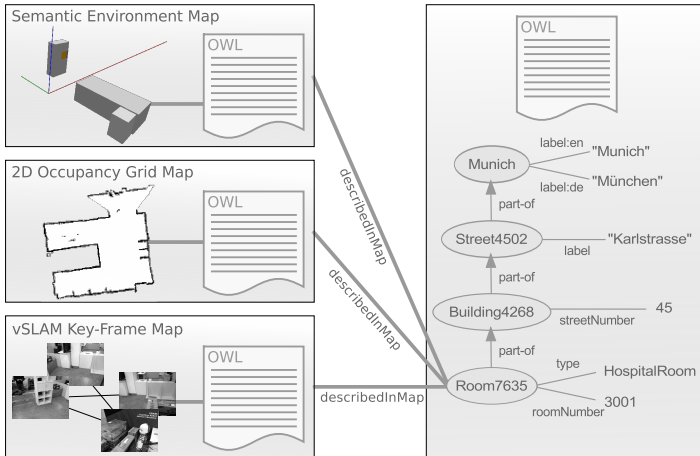 Semantic Environment Map
OWL
2D Occupancy Grid Map
OWL
vSLAM Key-Frame Map
OWL
describedInMap
describedInMap
describedInMap
OWL
Munich
label:en
"Munich"
label:de
"München"
part-of
Street4502
label
"Karlstrasse"
part-of
Building4268
streetNumber
45
part-of
Room7635
type
HospitalRoom
roomNumber
3001